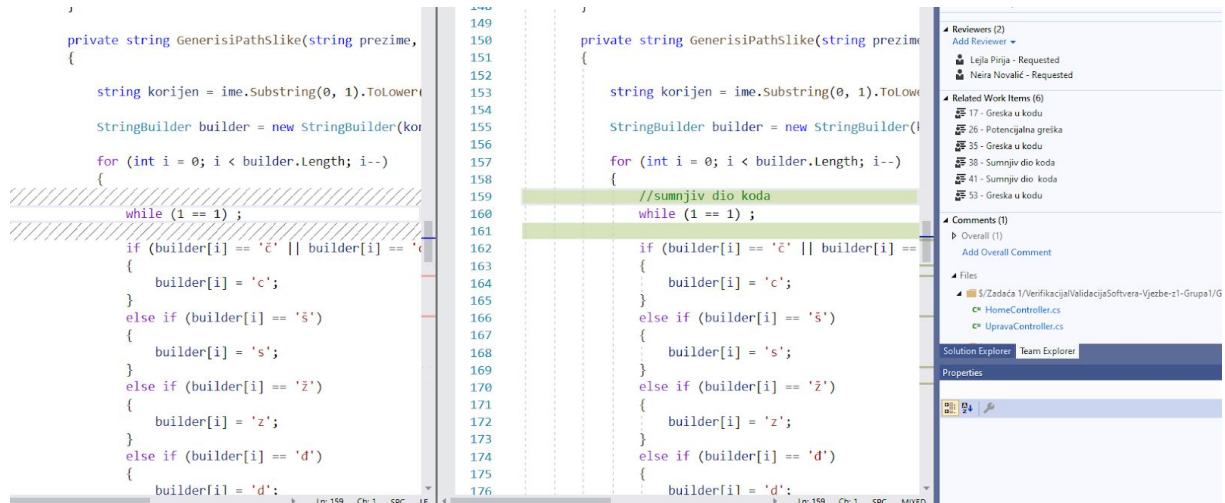 private string GenerisiPathSlike(string prezime,
{
string korijen = ime.Substring(0, 1).ToLower(
StringBuilder builder = new StringBuilder(kor
for (int i = 0; i < builder.Length; i--)
{
while (1 == 1) ;
if (builder[i] == 'č' || builder[i] ==
{
builder[i] = 'c';
}
else if (builder[i] == 'š')
{
builder[i] = 's';
}
else if (builder[i] == 'ž')
{
builder[i] = 'z';
}
else if (builder[i] == 'đ')
{
builder[i] = 'd';
Ln: 159 Ch: 1 SPC LF
149
150 private string GenerisiPathSlike(string prezime
151 {
152
153 string korijen = ime.Substring(0, 1).ToLowe
154
155 StringBuilder builder = new StringBuilder(
156
157 for (int i = 0; i < builder.Length; i--)
158 {
159 //sumnjiv dio koda
160 while (1 == 1) ;
161
162 if (builder[i] == 'č' || builder[i] ==
163 {
164 builder[i] = 'c';
165 }
166 else if (builder[i] == 'š')
167 {
168 builder[i] = 's';
169 }
170 else if (builder[i] == 'ž')
171 {
172 builder[i] = 'z';
173 }
174 else if (builder[i] == 'đ')
175 {
176 builder[i] = 'd';
Ln: 159 Ch: 1 SPC MIXED
Reviewers (2)
Add Reviewer
Lejla Pirija - Requested
Neira Novalić - Requested
Related Work Items (6)
17 - Greska u kodu
26 - Potencijalna greška
35 - Greska u kodu
38 - Sumnjiv dio koda
41 - Sumnjiv dio koda
53 - Greska u kodu
Comments (1)
Overall (1)
Add Overall Comment
Files
$/Zadaća 1/VerifikacijaIValidacijaSoftvera-Vjezbe-z1-Grupa1/G
C# HomeController.cs
C# UpravaController.cs
Solution Explorer Team Explorer
Properties